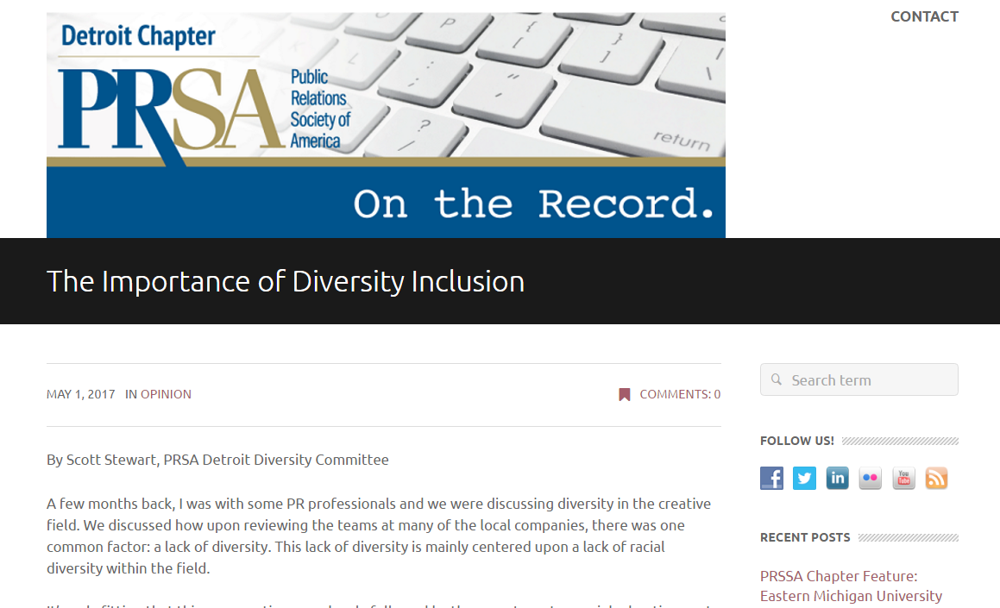 CONTACT
Detroit Chapter
PRSA
Public
Relations
Society of
America
P
{
[
}
]
|
\
L
:
;
"
'
return
?
/
On the Record.
The Importance of Diversity Inclusion
MAY 1, 2017 IN OPINION
COMMENTS: 0
By Scott Stewart, PRSA Detroit Diversity Committee
A few months back, I was with some PR professionals and we were discussing diversity in the creative
field. We discussed how upon reviewing the teams at many of the local companies, there was one
common factor: a lack of diversity. This lack of diversity is mainly centered upon a lack of racial
diversity within the field.
Search term
FOLLOW US!
f
in
You
Tube
RECENT POSTS
PRSSA Chapter Feature:
Eastern Michigan University